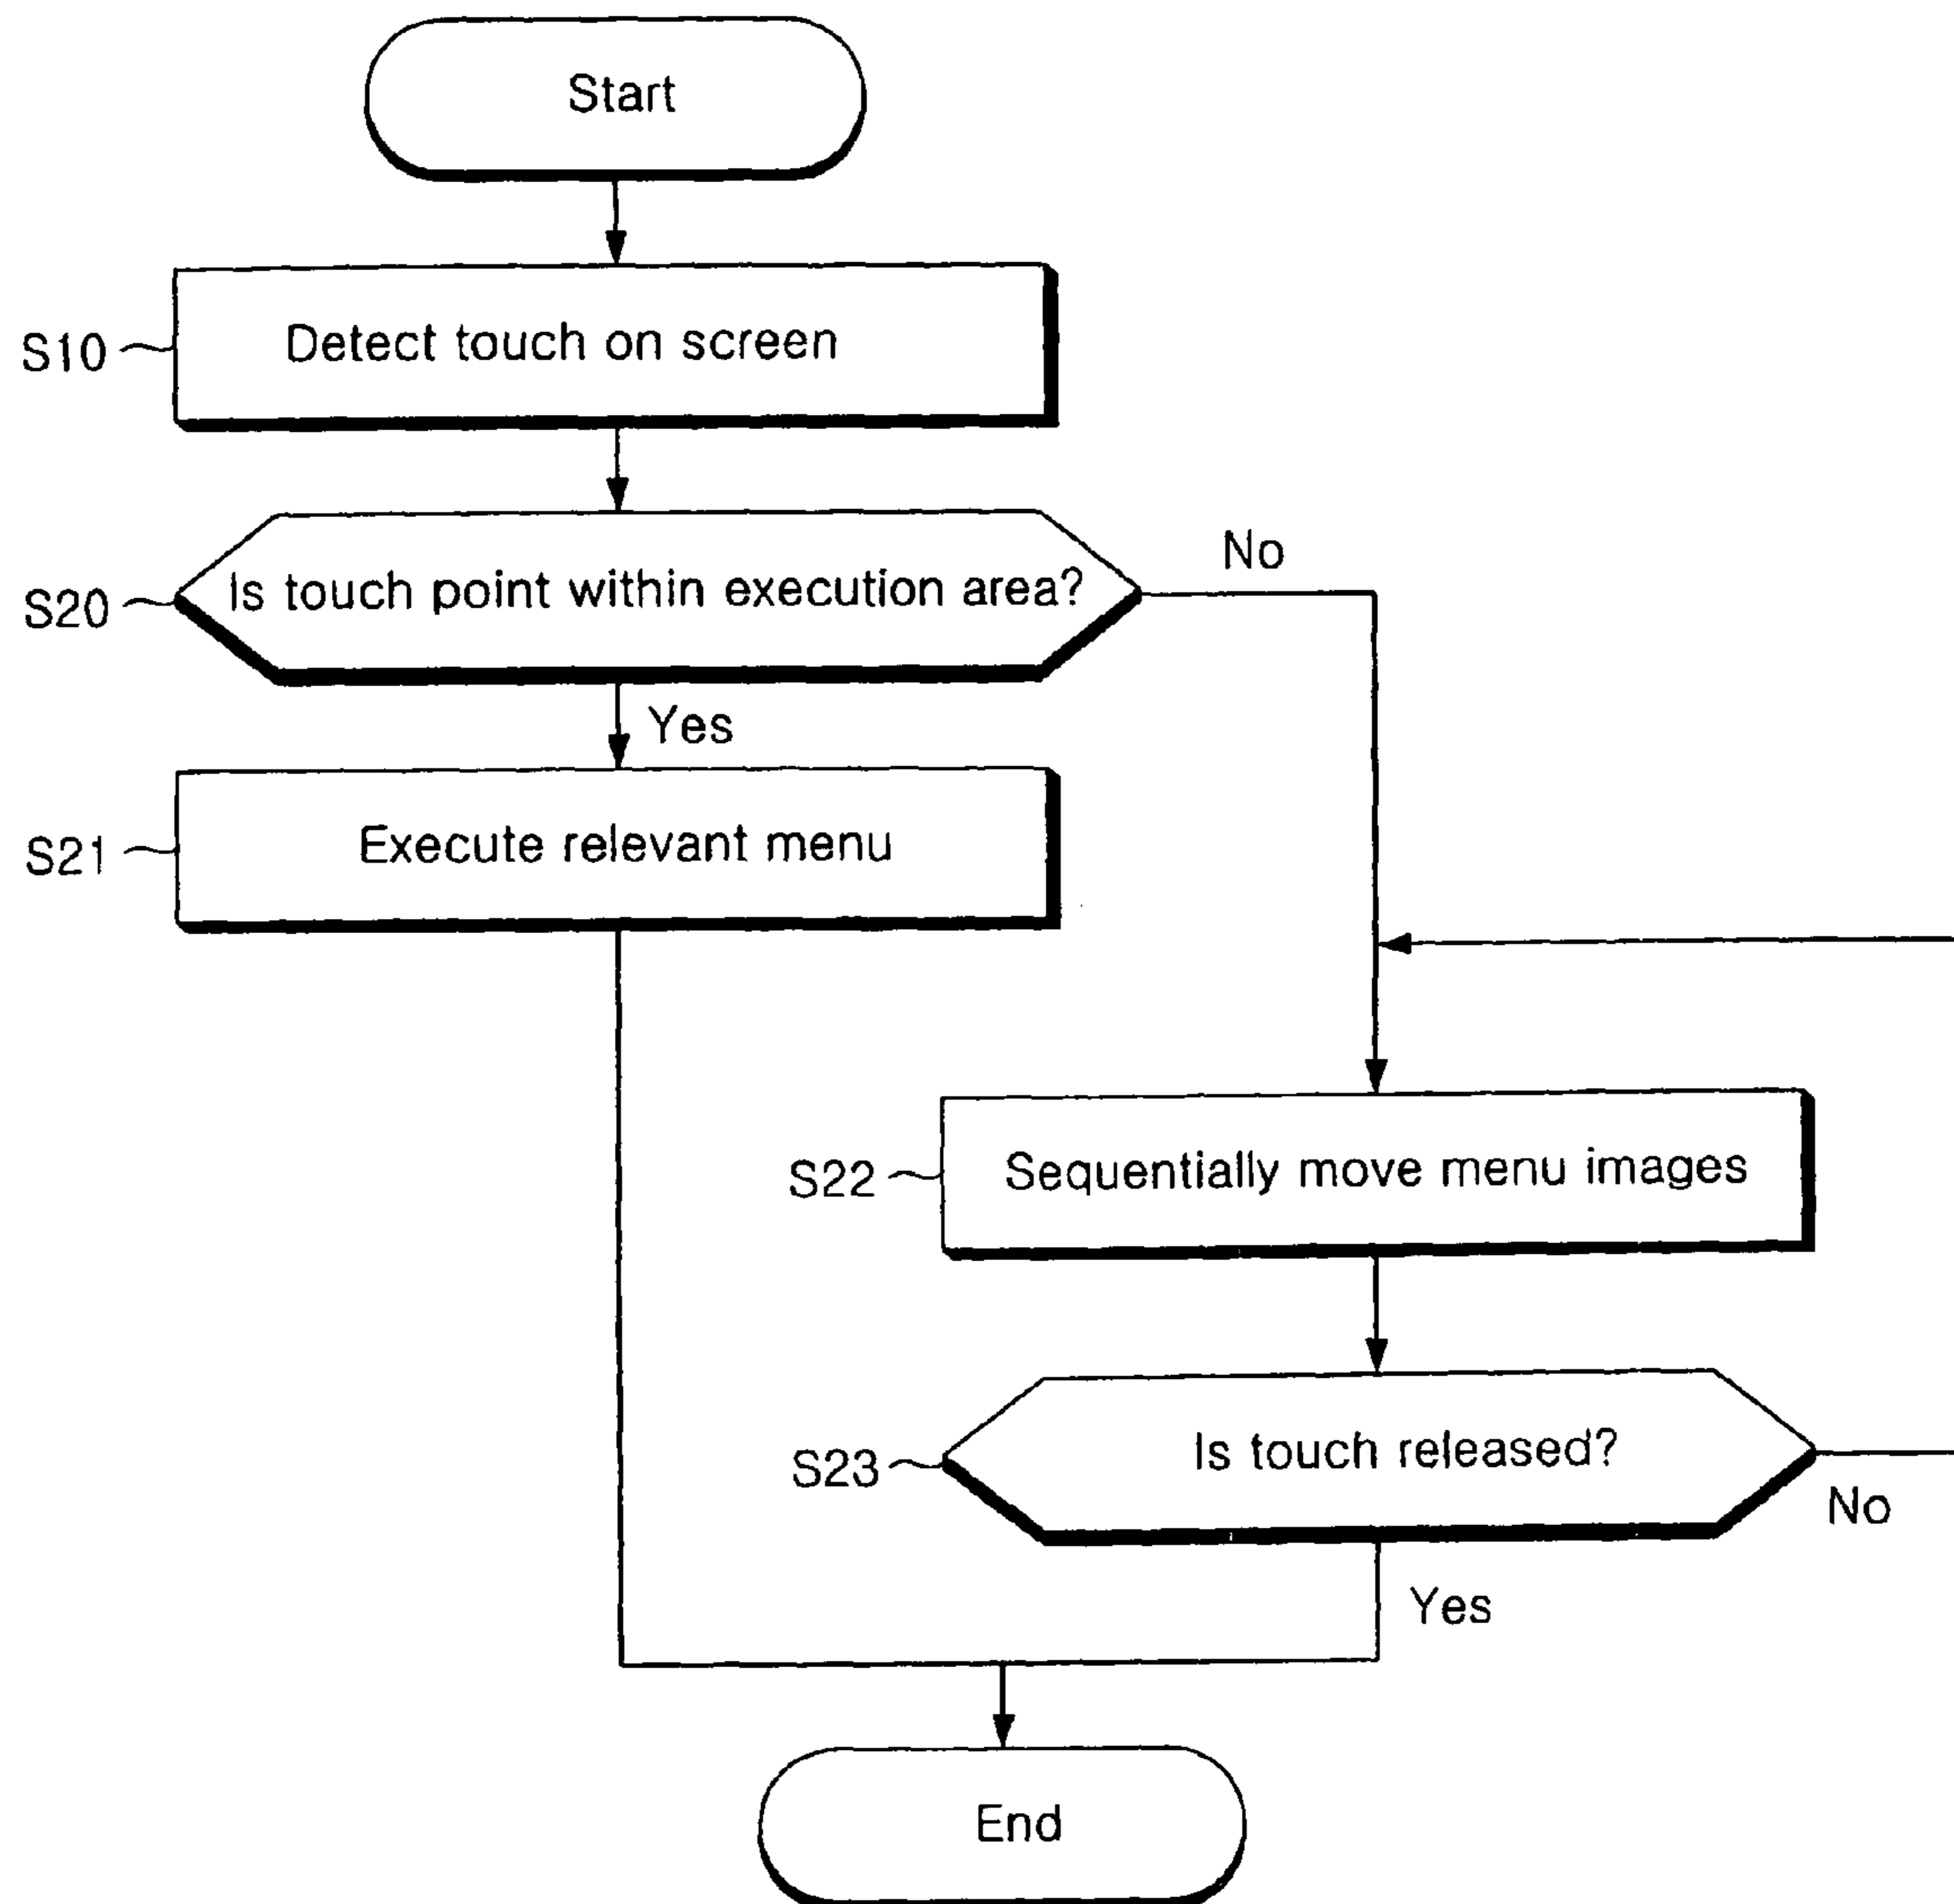 Start
S10
Detect touch on screen
S20
Is touch point within execution area?
No
Yes
S21
Execute relevant menu
S22
Sequentially move menu images
S23
Is touch released?
No
Yes
End